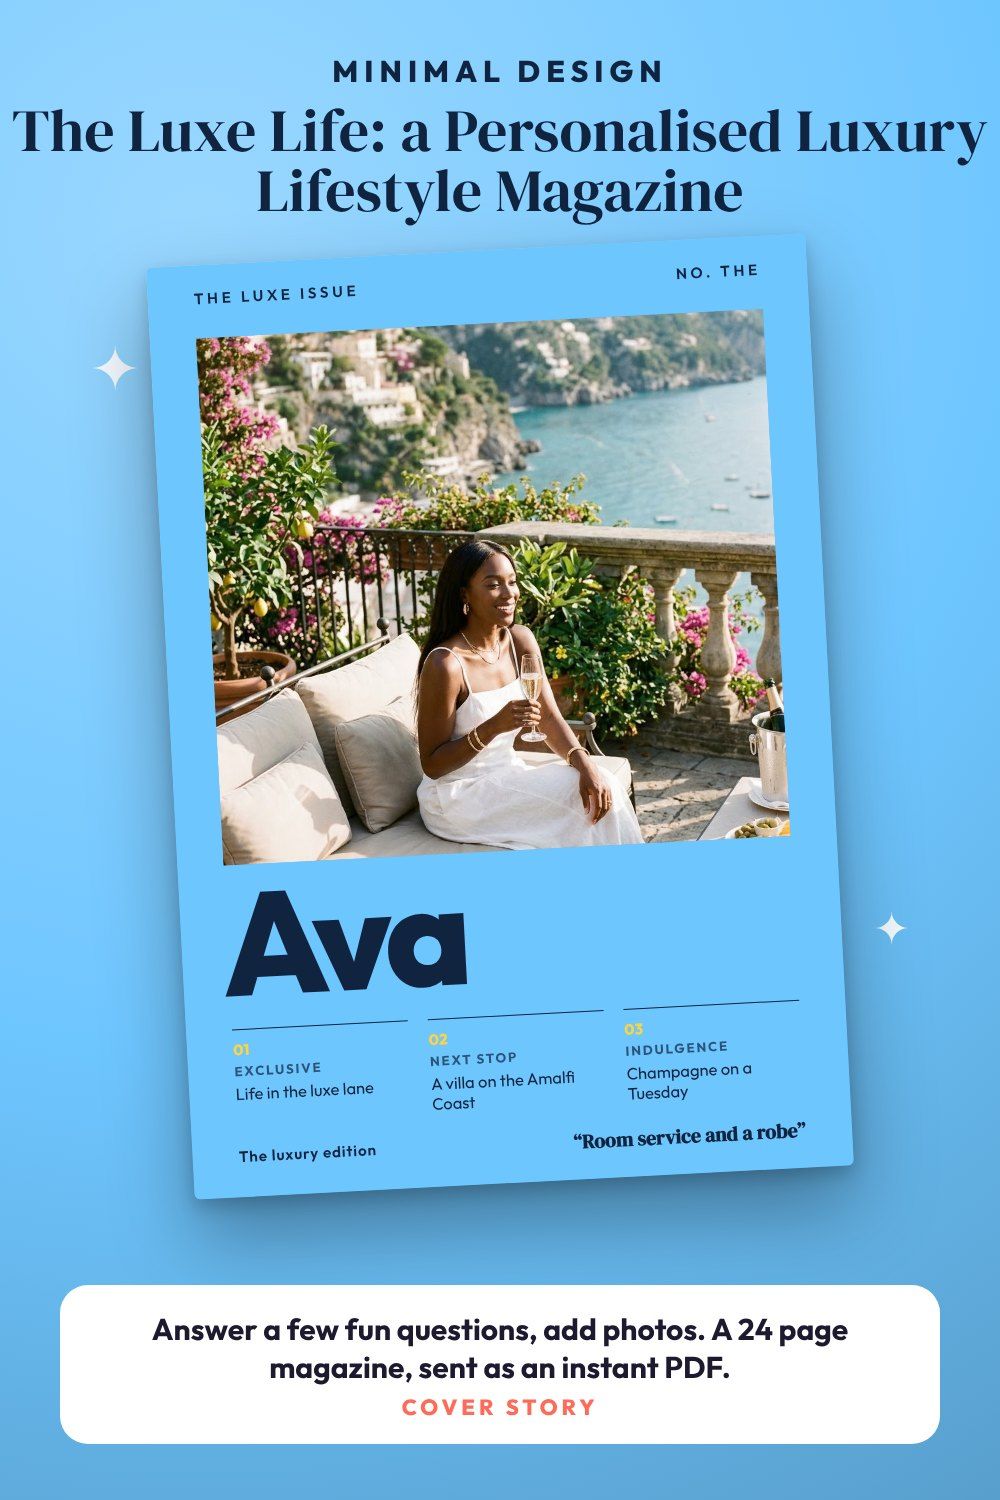 MINIMAL DESIGN
The Luxe Life: a Personalised Luxury
Lifestyle Magazine
THE LUXE ISSUE
NO. THE
Ava
01
EXCLUSIVE
Life in the luxe lane
02
NEXT STOP
A villa on the Amalfi
Coast
03
INDULGENCE
Champagne on a
Tuesday
The luxury edition
“Room service and a robe”
Answer a few fun questions, add photos. A 24 page
magazine, sent as an instant PDF.
COVER STORY